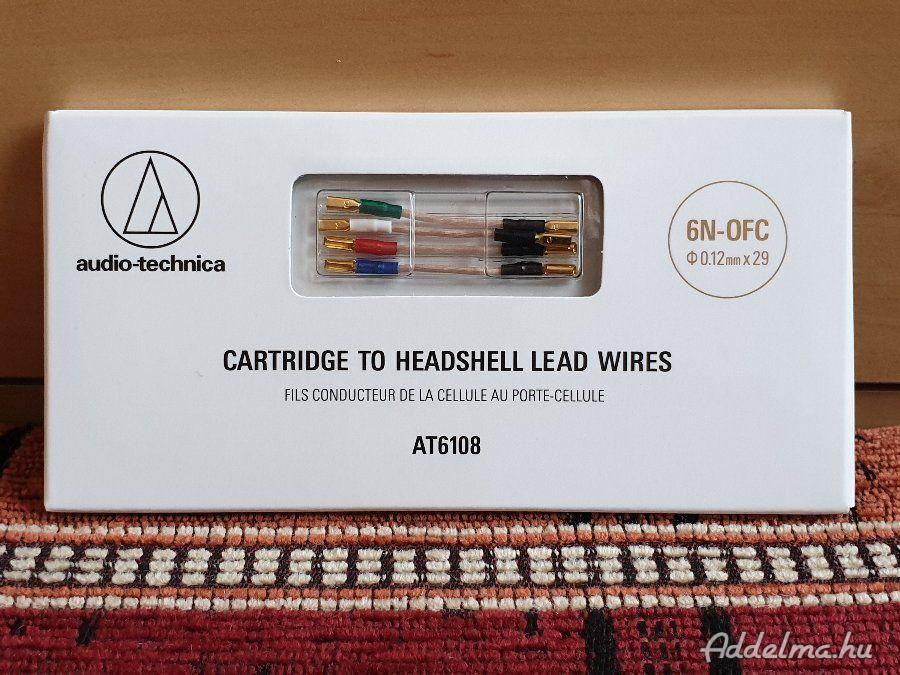 audio-technica
6N-OFC
Φ 0.12mm x 29
CARTRIDGE TO HEADSHELL LEAD WIRES
FILS CONDUCTEUR DE LA CELLULE AU PORTE-CELLULE
AT6108
Addelma.hu